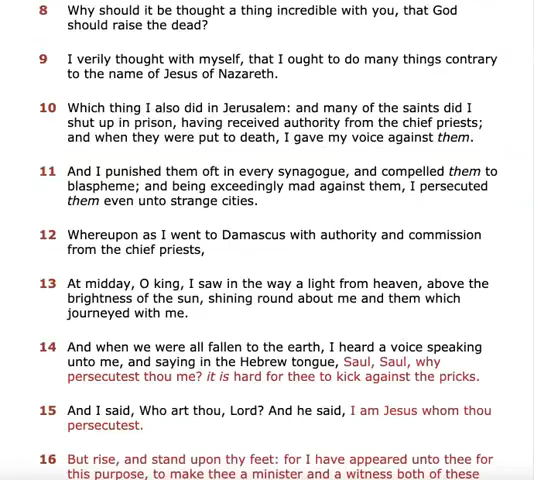 8 Why should it be thought a thing incredible with you, that God
should raise the dead?
9 I verily thought with myself, that I ought to do many things contrary
to the name of Jesus of Nazareth.
10 Which thing I also did in Jerusalem: and many of the saints did I
shut up in prison, having received authority from the chief priests;
and when they were put to death, I gave my voice against them.
11 And I punished them oft in every synagogue, and compelled them to
blaspheme; and being exceedingly mad against them, I persecuted
them even unto strange cities.
12 Whereupon as I went to Damascus with authority and commission
from the chief priests,
13 At midday, O king, I saw in the way a light from heaven, above the
brightness of the sun, shining round about me and them which
journeyed with me.
14 And when we were all fallen to the earth, I heard a voice speaking
unto me, and saying in the Hebrew tongue, Saul, Saul, why
persecutest thou me? it is hard for thee to kick against the pricks.
15 And I said, Who art thou, Lord? And he said, I am Jesus whom thou
persecutest.
16 But rise, and stand upon thy feet: for I have appeared unto thee for
this purpose, to make thee a minister and a witness both of these